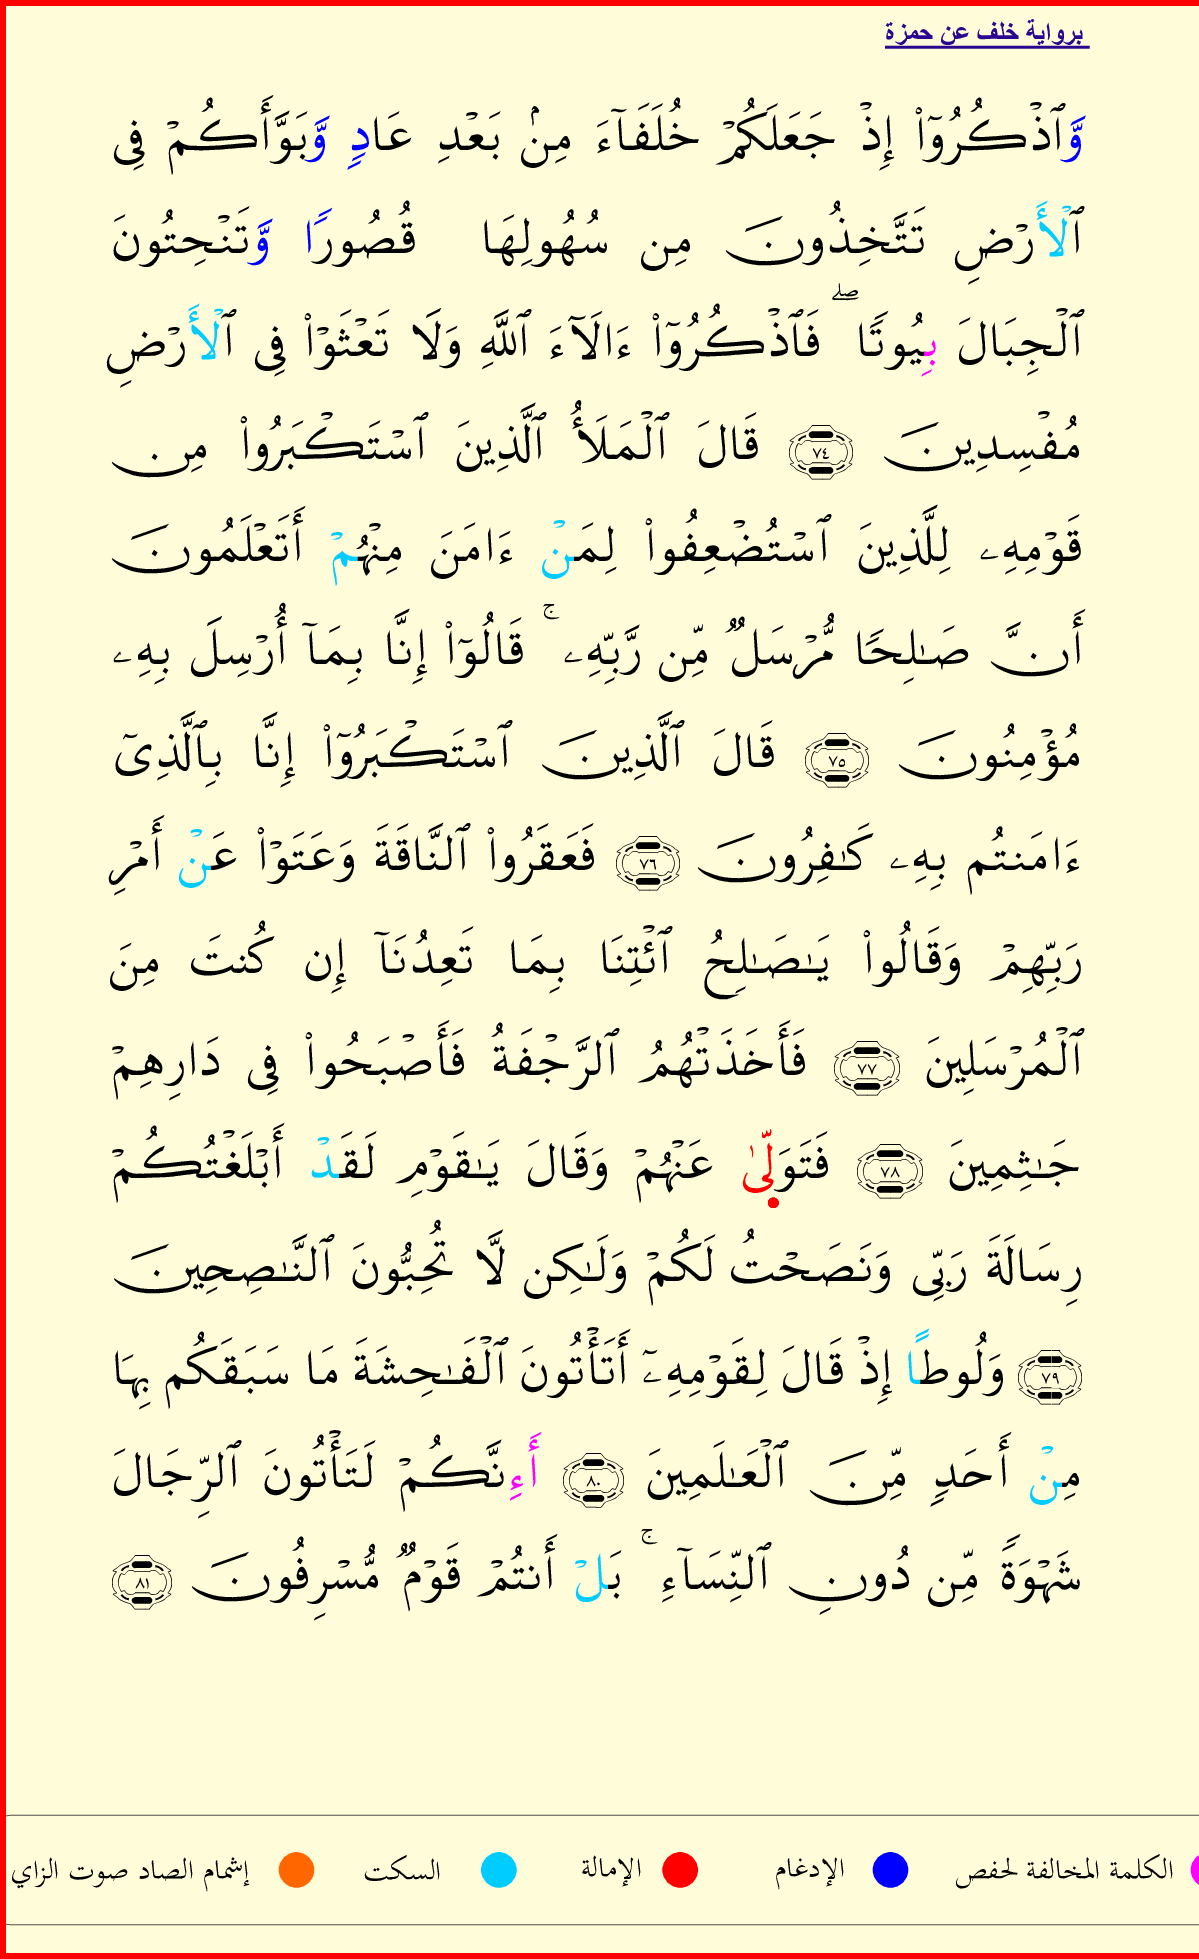 برواية خلف عن حمزة
وَّٱذۡكُرُوٓاْ إِذۡ جَعَلَكُمۡ خُلَفَآءَ مِنۢ بَعۡدِ عَادٖ وَّبَوَّأَكُمۡ فِي
ٱلۡأَرۡضِ تَتَّخِذُونَ مِن سُهُولِهَا قُصُورٗا وَّتَنۡحِتُونَ
ٱلۡجِبَالَ بِيُوتٗاۖ فَٱذۡكُرُوٓاْ ءَالَآءَ ٱللَّهِ وَلَا تَعۡثَوۡاْ فِي ٱلۡأَرۡضِ
مُفۡسِدِينَ ٧٤ قَالَ ٱلۡمَلَأُ ٱلَّذِينَ ٱسۡتَكۡبَرُواْ مِن
قَوۡمِهِۦ لِلَّذِينَ ٱسۡتُضۡعِفُواْ لِمَنۡ ءَامَنَ مِنۡهُمۡ أَتَعۡلَمُونَ
أَنَّ صَٰلِحٗا مُّرۡسَلٞ مِّن رَّبِّهِۦۚ قَالُوٓاْ إِنَّا بِمَآ أُرۡسِلَ بِهِۦ
مُؤۡمِنُونَ ٧٥ قَالَ ٱلَّذِينَ ٱسۡتَكۡبَرُوٓاْ إِنَّا بِٱلَّذِيٓ
ءَامَنتُم بِهِۦ كَٰفِرُونَ ٧٦ فَعَقَرُواْ ٱلنَّاقَةَ وَعَتَوۡاْ عَنۡ أَمۡرِ
رَبِّهِمۡ وَقَالُواْ يَٰصَٰلِحُ ٱئۡتِنَا بِمَا تَعِدُنَآ إِن كُنتَ مِنَ
ٱلۡمُرۡسَلِينَ ٧٧ فَأَخَذَتۡهُمُ ٱلرَّجۡفَةُ فَأَصۡبَحُواْ فِي دَارِهِمۡ
جَٰثِمِينَ ٧٨ فَتَوَلّىٰ عَنۡهُمۡ وَقَالَ يَٰقَوۡمِ لَقَدۡ أَبۡلَغۡتُكُمۡ
رِسَالَةَ رَبِّي وَنَصَحۡتُ لَكُمۡ وَلَٰكِن لَّا تُحِبُّونَ ٱلنَّٰصِحِينَ
٧٩ وَلُوطًا إِذۡ قَالَ لِقَوۡمِهِۦٓ أَتَأۡتُونَ ٱلۡفَٰحِشَةَ مَا سَبَقَكُم بِهَا
مِنۡ أَحَدٖ مِّنَ ٱلۡعَٰلَمِينَ ٨٠ أَءِنَّكُمۡ لَتَأۡتُونَ ٱلرِّجَالَ
شَهۡوَةٗ مِّن دُونِ ٱلنِّسَآءِۚ بَلۡ أَنتُمۡ قَوۡمٞ مُّسۡرِفُونَ ٨١
الكلمة المخالفة لحفص الإدغام الإمالة السكت إشمام الصاد صوت الزاي